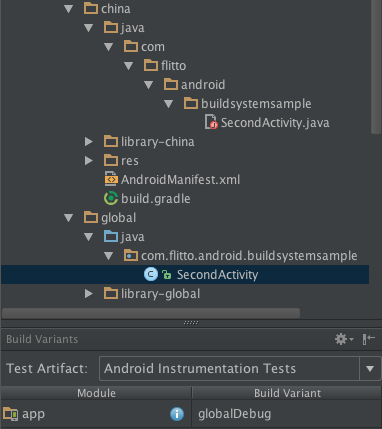 china
java
com
flitto
android
buildsystemsample
SecondActivity.java
library-china
res
AndroidManifest.xml
build.gradle
global
java
com.flitto.android.buildsystemsample
SecondActivity
library-global
Build Variants
Test Artifact: Android Instrumentation Tests
Module Build Variant
app globalDebug